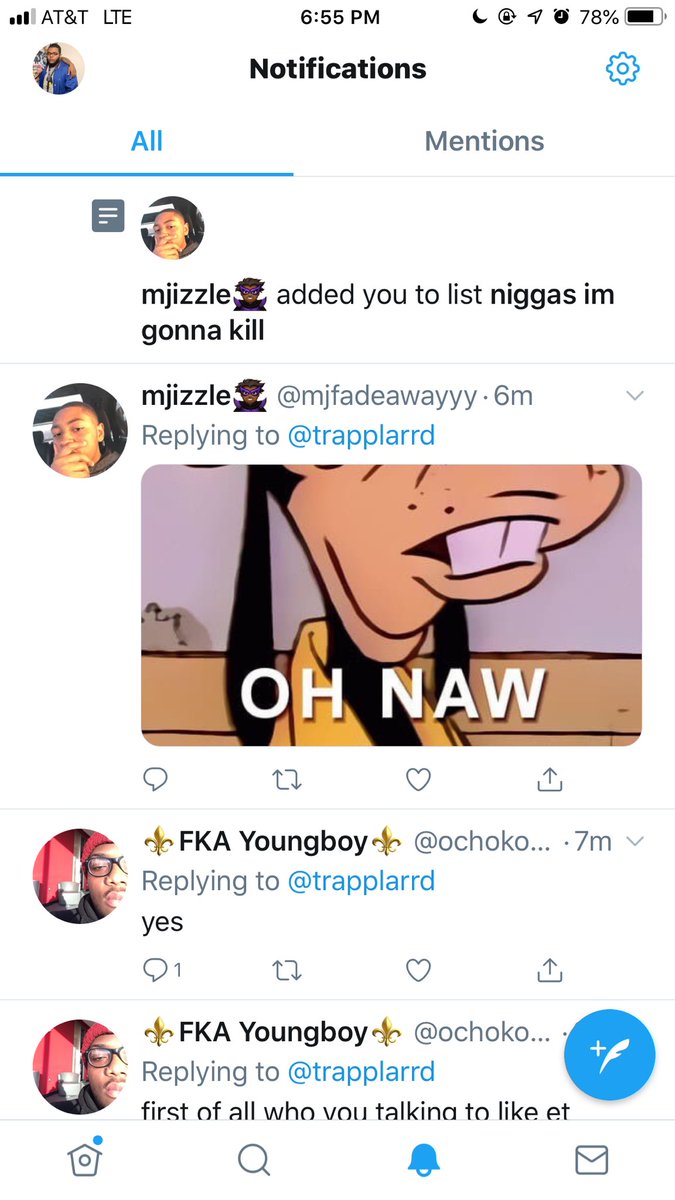 AT&T LTE 6:55 PM 78%
Notifications
All Mentions
mjizzle🦹🏿‍♂️ added you to list niggas im
gonna kill
mjizzle🦹🏿‍♂️ @mjfadeawayyy · 6m
Replying to @trapplarrd
OH NAW
⚜️FKA Youngboy⚜️ @ochoko... · 7m
Replying to @trapplarrd
yes
1
⚜️FKA Youngboy⚜️ @ochoko... ·
Replying to @trapplarrd
first of all who you talking to like et